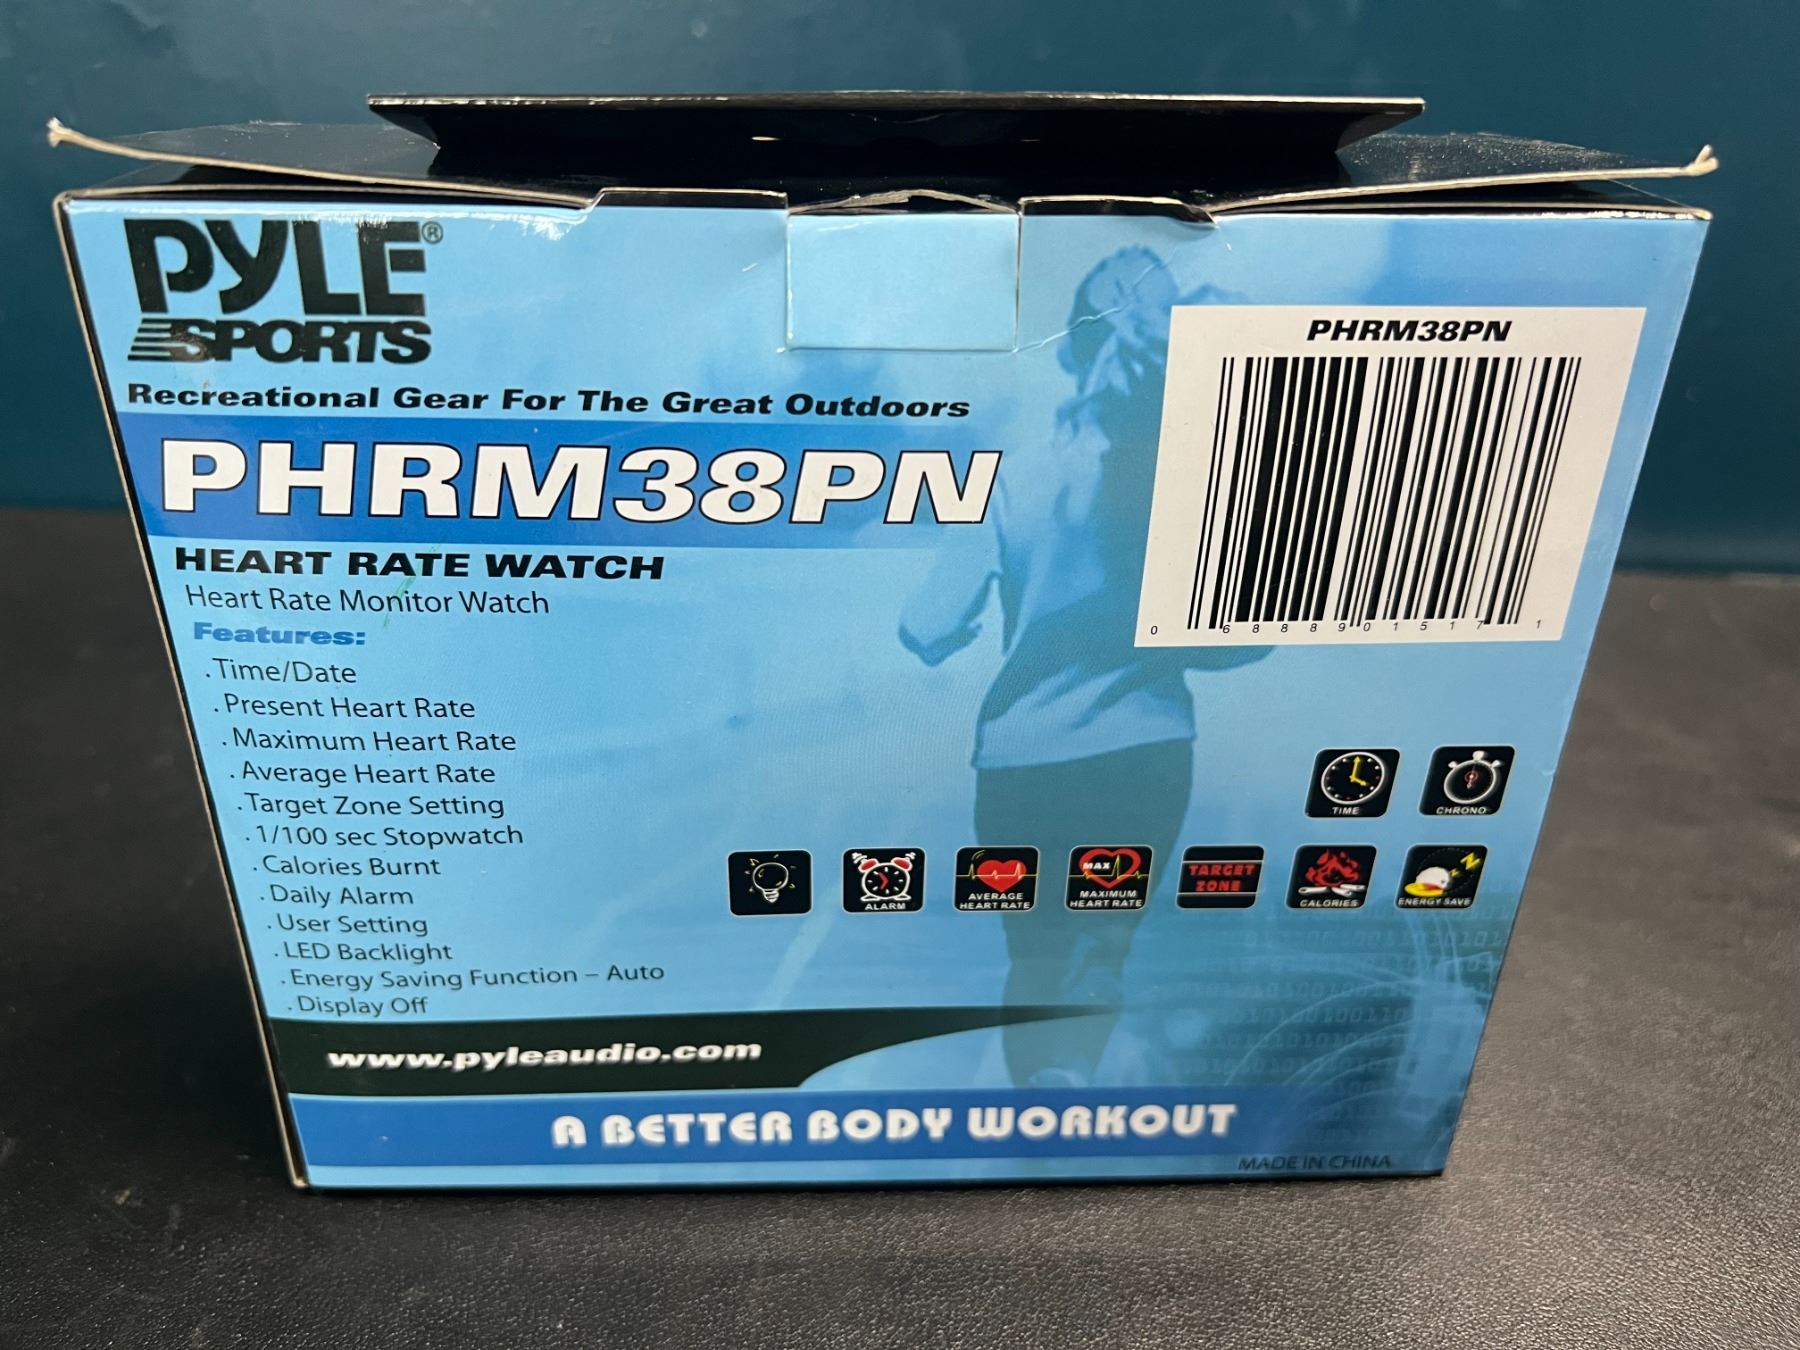 PYLE®
SPORTS
Recreational Gear For The Great Outdoors
PHRM38PN
HEART RATE WATCH
Heart Rate Monitor Watch
Features:
.Time/Date
.Present Heart Rate
.Maximum Heart Rate
.Average Heart Rate
.Target Zone Setting
.1/100 sec Stopwatch
.Calories Burnt
.Daily Alarm
.User Setting
.LED Backlight
.Energy Saving Function – Auto
.Display Off
PHRM38PN
0 68889 01517 1
TIME
CHRONO
ALARM
AVERAGE
HEART RATE
MAX
MAXIMUM
HEART RATE
TARGET
ZONE
CALORIES
ENERGY SAVE
www.pyleaudio.com
A BETTER BODY WORKOUT
MADE IN CHINA